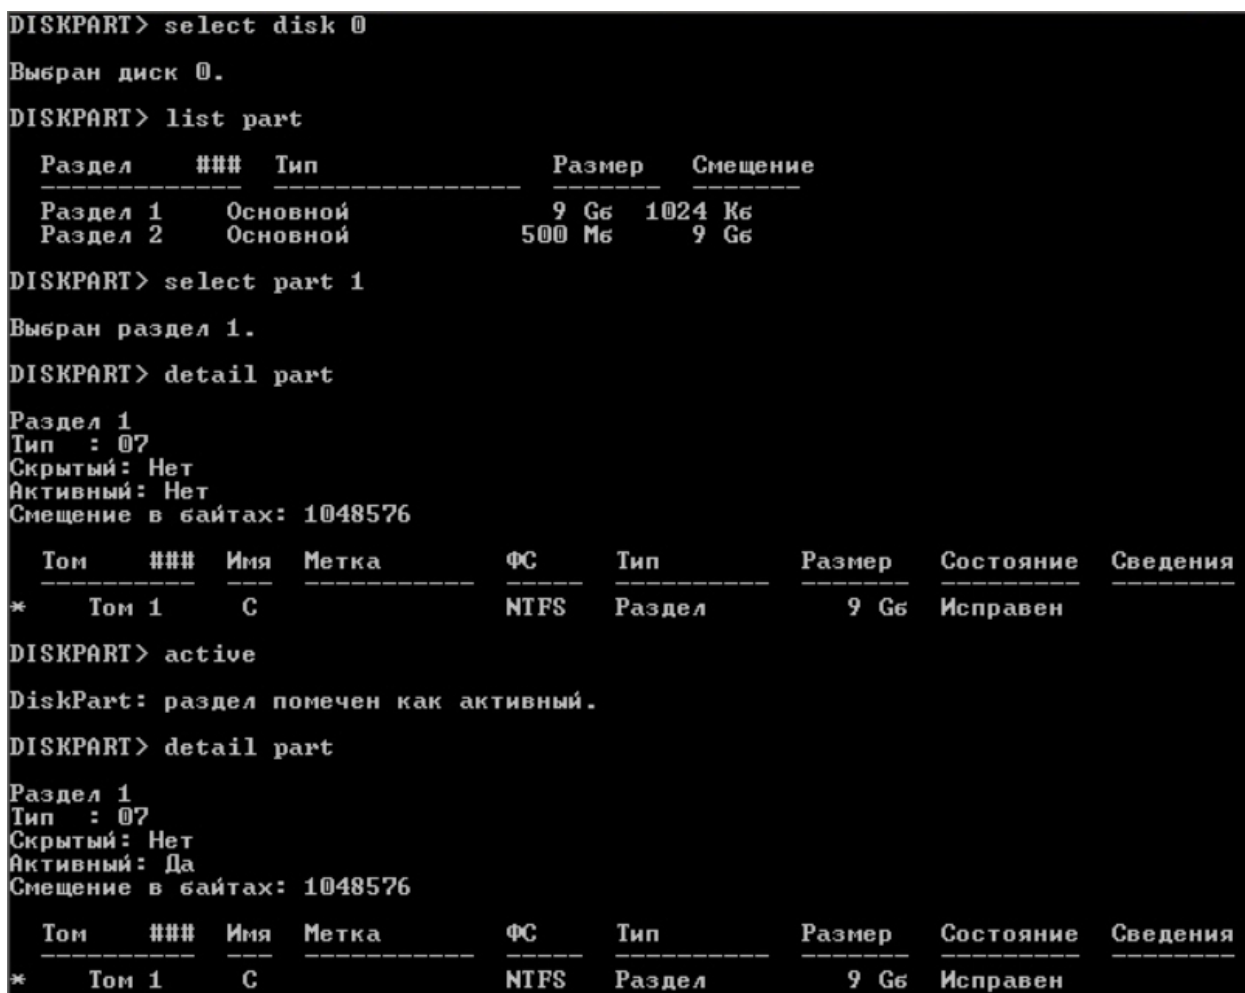 DISKPART> select disk 0
Выбран диск 0.
DISKPART> list part
Раздел ### Тип Размер Смещение
------------- ---------------- ------- -------
Раздел 1 Основной 9 Gб 1024 Kб
Раздел 2 Основной 500 Mб 9 Gб
DISKPART> select part 1
Выбран раздел 1.
DISKPART> detail part
Раздел 1
Тип : 07
Скрытый: Нет
Активный: Нет
Смещение в байтах: 1048576
Том ### Имя Метка ФС Тип Размер Состояние Сведения
---------- --- ----------- ----- ---------- ------- --------- --------
* Том 1 C NTFS Раздел 9 Gб Исправен
DISKPART> active
DiskPart: раздел помечен как активный.
DISKPART> detail part
Раздел 1
Тип : 07
Скрытый: Нет
Активный: Да
Смещение в байтах: 1048576
Том ### Имя Метка ФС Тип Размер Состояние Сведения
---------- --- ----------- ----- ---------- ------- --------- --------
* Том 1 C NTFS Раздел 9 Gб Исправен